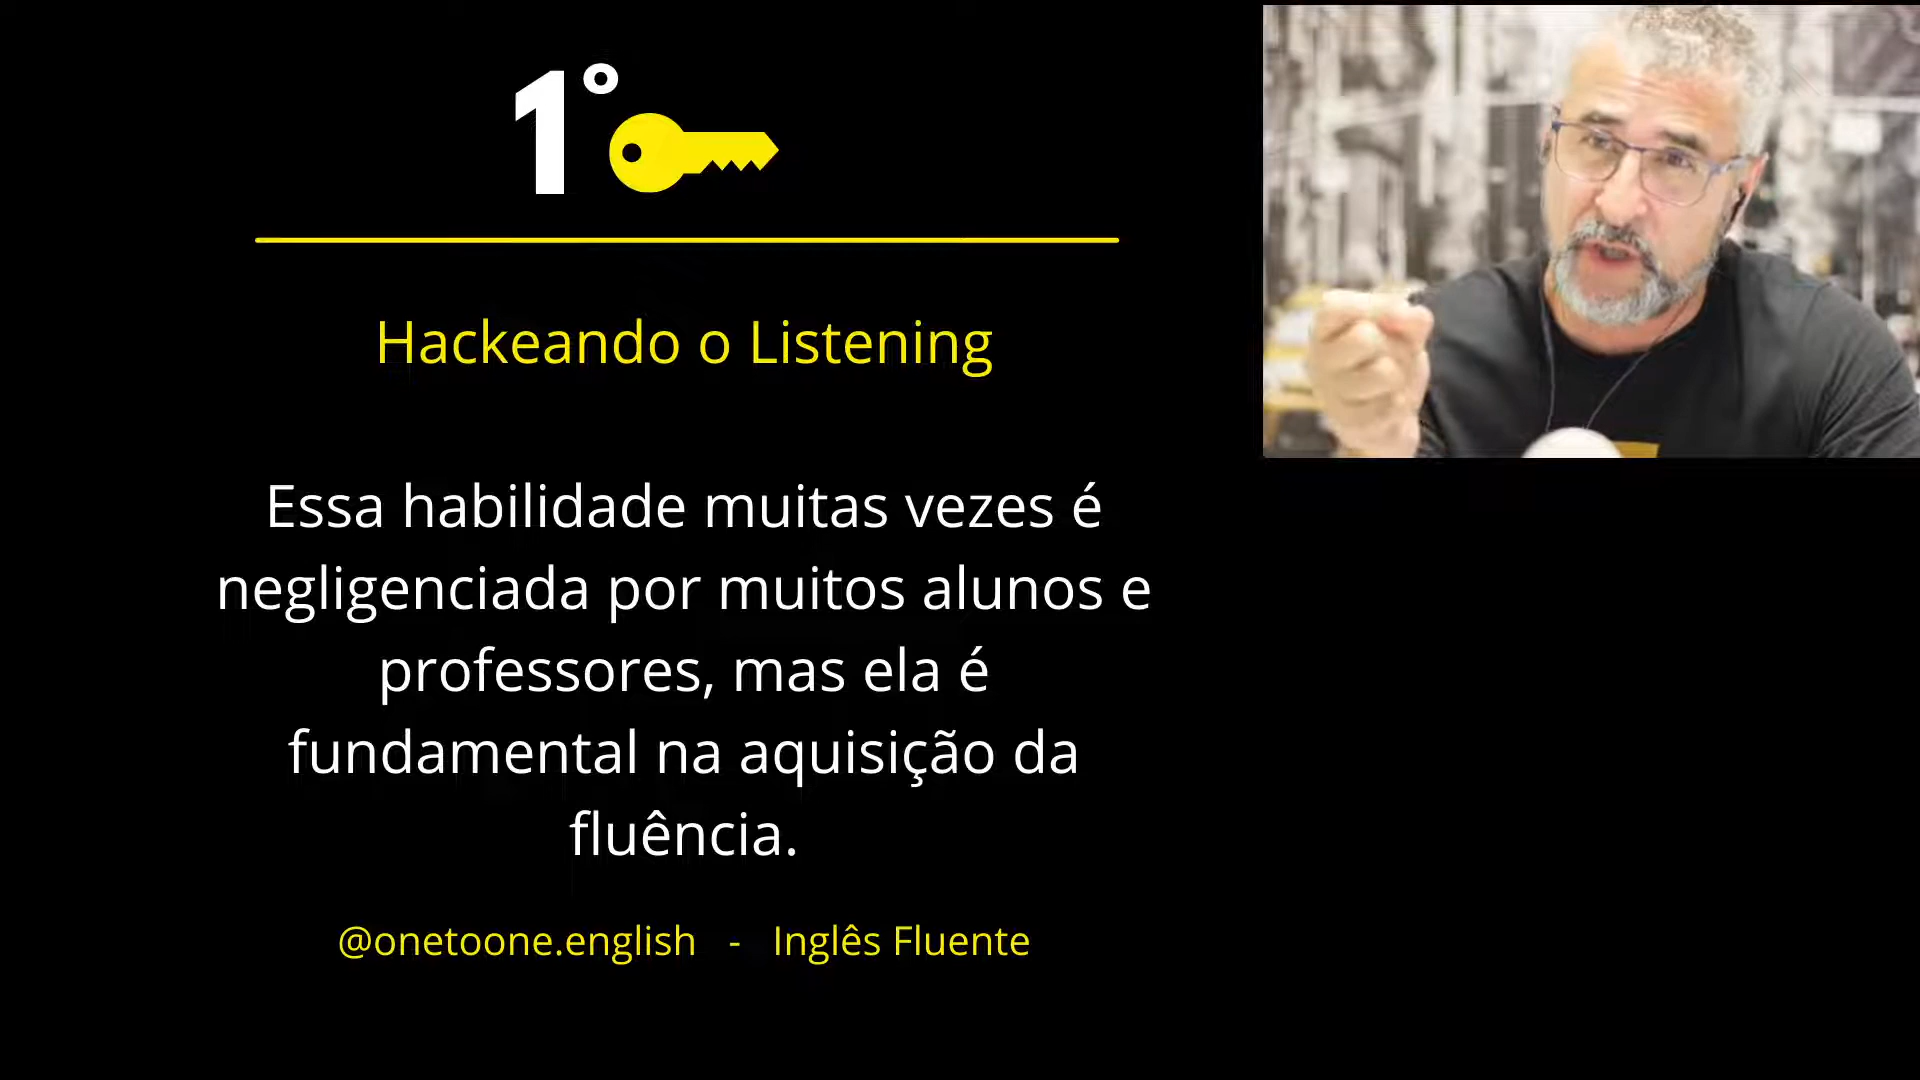 1º
Hackeando o Listening
Essa habilidade muitas vezes é
negligenciada por muitos alunos e
professores, mas ela é
fundamental na aquisição da
fluência.
@onetoone.english - Inglês Fluente